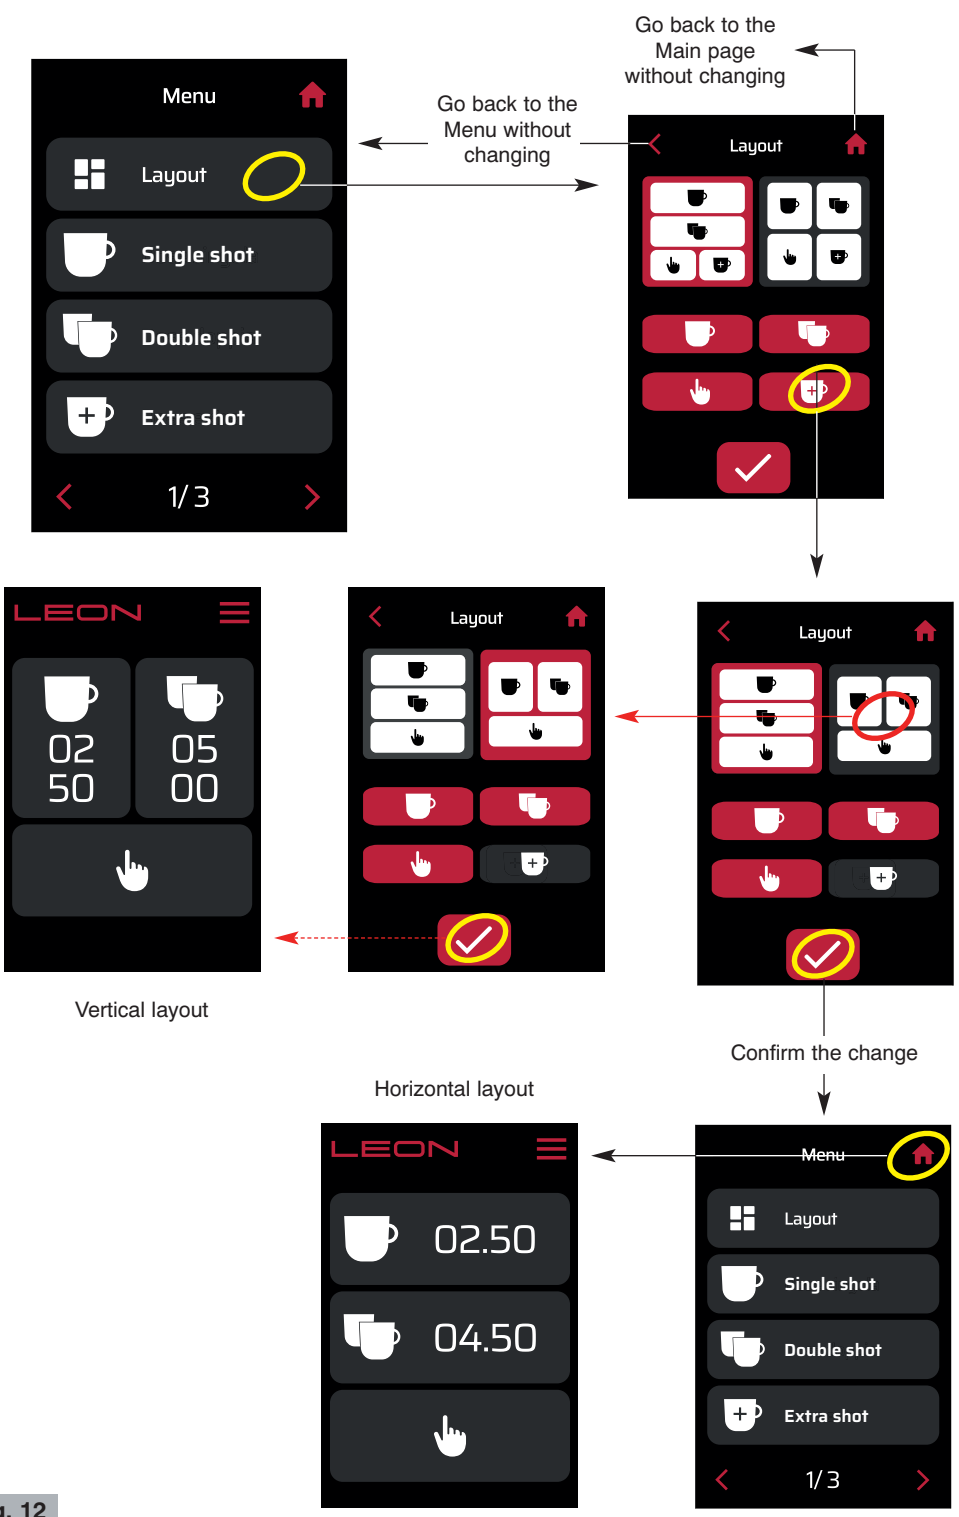 Go back to the
Main page
without changing
Menu
Go back to the
Menu without
changing
Layout
Layout
Single shot
Double shot
Extra shot
1/3
LEON
Layout
Layout
02
50
05
00
Vertical layout
Confirm the change
Horizontal layout
LEON
Menu
02.50
Layout
Single shot
04.50
Double shot
Extra shot
1/3
. 12